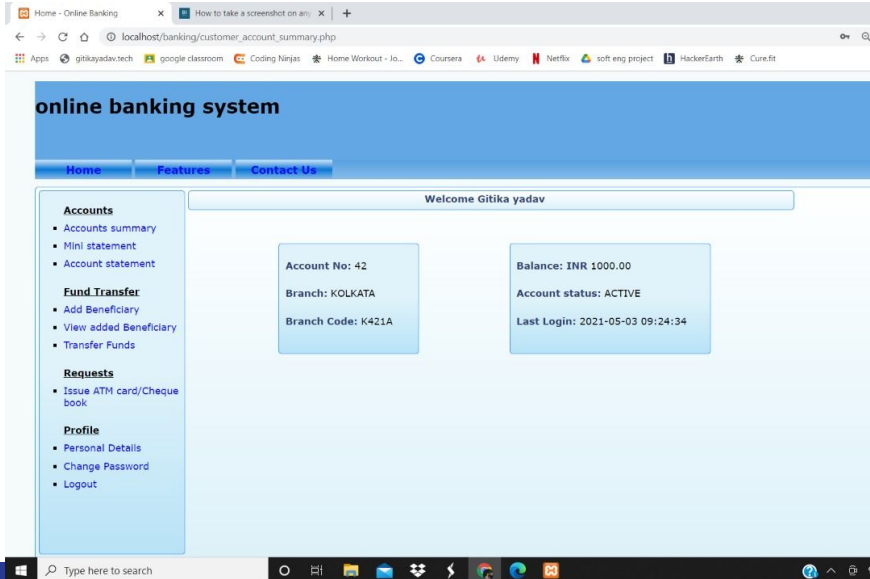 Home - Online Banking
How to take a screenshot on any
localhost/banking/customer_account_summary.php
Apps gitikayadav.tech google classroom Coding Ninjas Home Workout - Jo... Coursera Udemy Netflix soft eng project HackerEarth Cure.fit
online banking system
Home Features Contact Us
Welcome Gitika yadav
Accounts
Accounts summary
Mini statement
Account statement
Fund Transfer
Add Beneficiary
View added Beneficiary
Transfer Funds
Requests
Issue ATM card/Cheque
book
Profile
Personal Details
Change Password
Logout
Account No: 42
Branch: KOLKATA
Branch Code: K421A
Balance: INR 1000.00
Account status: ACTIVE
Last Login: 2021-05-03 09:24:34
Type here to search